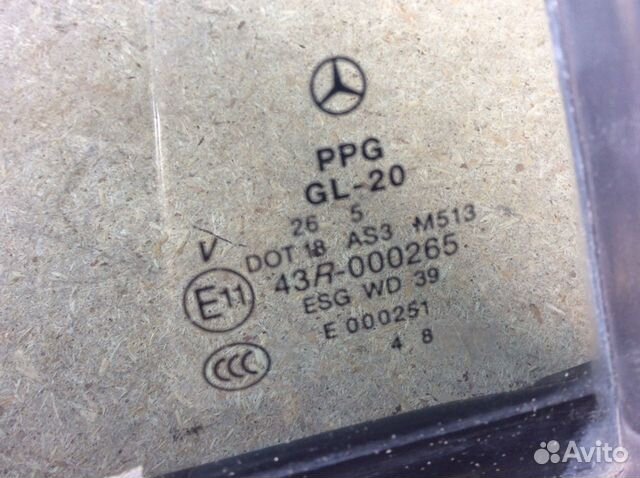 PPG
GL-20
26 5
DOT 18 AS3 M513
V
E11
43R-000265
ESG WD 39
E 000251
4 8
CCC
Avito